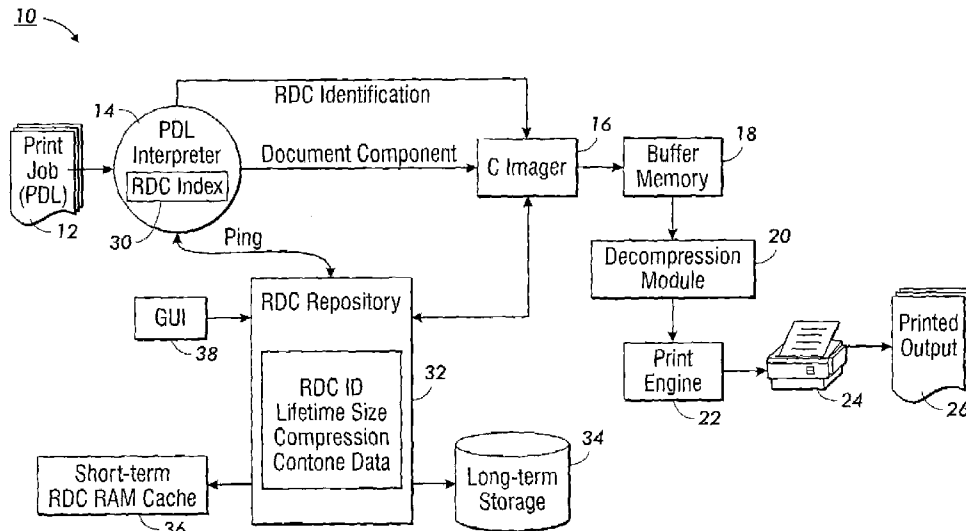 10
14
Print
Job
(PDL)
12
PDL
Interpreter
RDC Index
30
RDC Identification
Document Component
16
C Imager
Buffer
Memory
18
Ping
Decompression
Module
20
GUI
38
RDC Repository
RDC ID
Lifetime Size
Compression
Contone Data
32
Print
Engine
22
24
Printed
Output
26
Short-term
RDC RAM Cache
36
Long-term
Storage
34